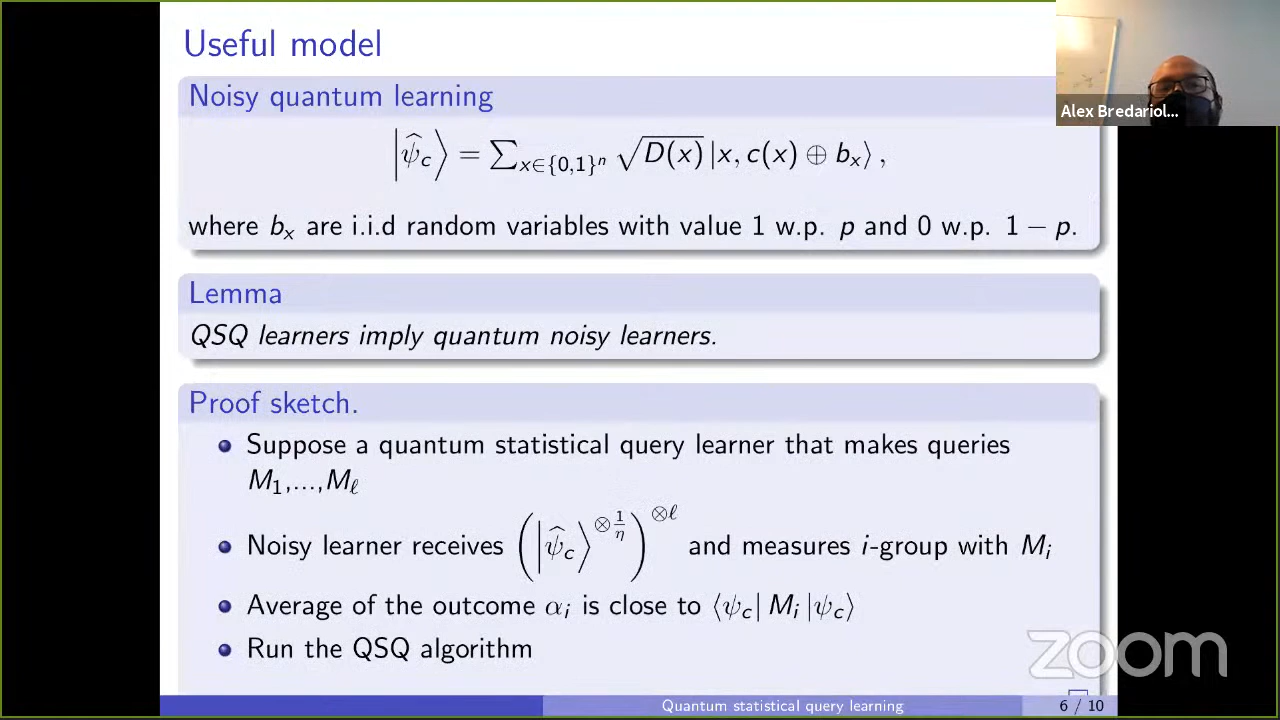 Useful model
Alex Bredariol...
Noisy quantum learning
|ψ̂_c⟩ = ∑_{x∈{0,1}^n} √D(x) |x, c(x) ⊕ b_x⟩ ,
where b_x are i.i.d random variables with value 1 w.p. p and 0 w.p. 1 − p.
Lemma
QSQ learners imply quantum noisy learners.
Proof sketch.
Suppose a quantum statistical query learner that makes queries
M_1,...,M_ℓ
Noisy learner receives (|ψ̂_c⟩^{⊗1/η})^{⊗ℓ} and measures i-group with M_i
Average of the outcome α_i is close to ⟨ψ_c| M_i |ψ_c⟩
Run the QSQ algorithm
zoom
Quantum statistical query learning
6 / 10